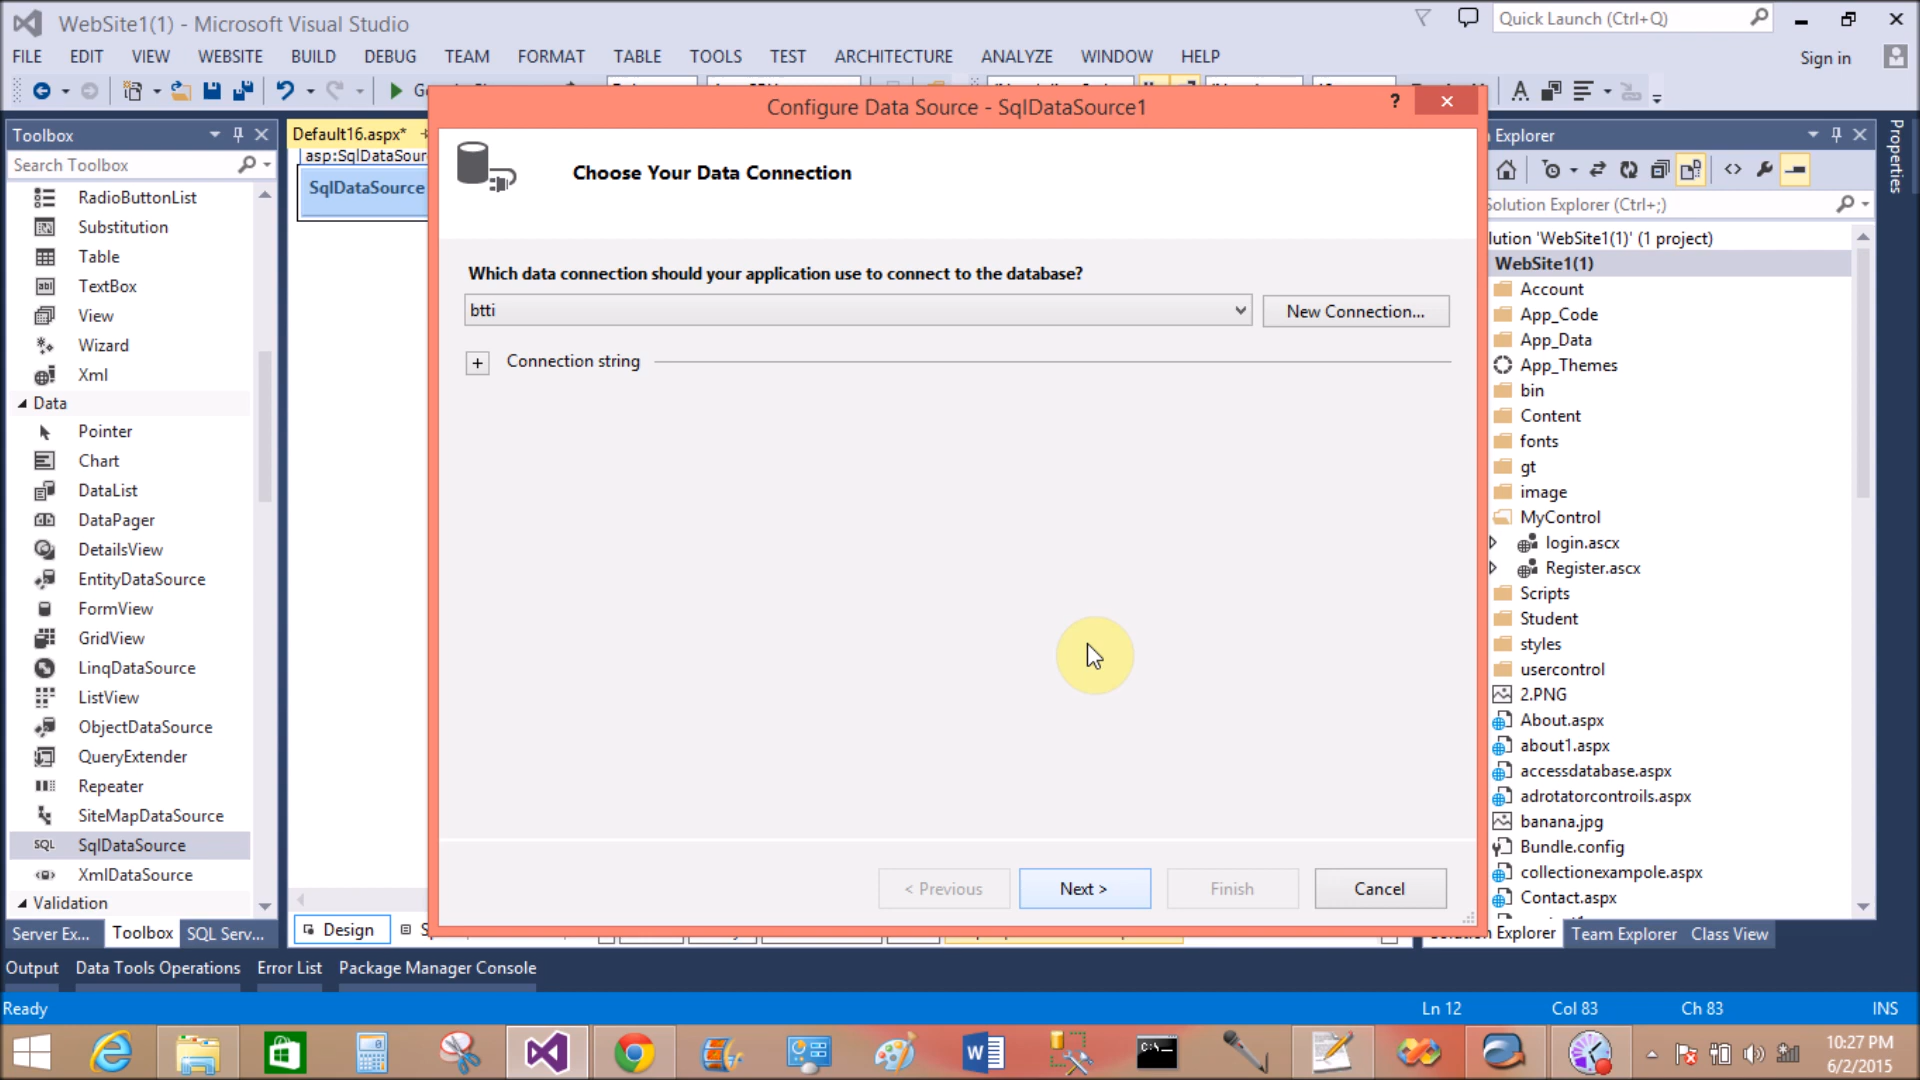 WebSite1(1) - Microsoft Visual Studio
Quick Launch (Ctrl+Q)
FILE EDIT VIEW WEBSITE BUILD DEBUG TEAM FORMAT TABLE TOOLS TEST ARCHITECTURE ANALYZE WINDOW HELP
Sign in
Toolbox
Search Toolbox
RadioButtonList
Substitution
Table
TextBox
View
Wizard
Xml
Data
Pointer
Chart
DataList
DataPager
DetailsView
EntityDataSource
FormView
GridView
LinqDataSource
ListView
ObjectDataSource
QueryExtender
Repeater
SiteMapDataSource
SQL SqlDataSource
XmlDataSource
Validation
Server Ex... Toolbox SQL Serv...
Default16.aspx*
asp:SqlDataSour
SqlDataSource
Design
Configure Data Source - SqlDataSource1
?
Choose Your Data Connection
Which data connection should your application use to connect to the database?
btti
New Connection...
+ Connection string
< Previous Next > Finish Cancel
Explorer
Solution Explorer (Ctrl+;)
lution 'WebSite1(1)' (1 project)
WebSite1(1)
Account
App_Code
App_Data
App_Themes
bin
Content
fonts
gt
image
MyControl
login.ascx
Register.ascx
Scripts
Student
styles
usercontrol
2.PNG
About.aspx
about1.aspx
accessdatabase.aspx
adrotatorcontroils.aspx
banana.jpg
Bundle.config
collectionexampole.aspx
Contact.aspx
Explorer Team Explorer Class View
Properties
Output Data Tools Operations Error List Package Manager Console
Ready
Ln 12 Col 83 Ch 83 INS
10:27 PM
6/2/2015